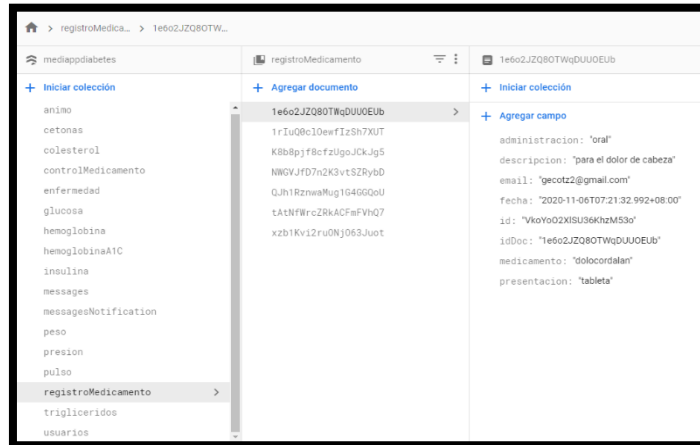 registroMedica... > 1e6o2JZQ8OTW...
mediappdiabetes
+ Iniciar colección
animo
cetonas
colesterol
controlMedicamento
enfermedad
glucosa
hemoglobina
hemoglobinaA1C
insulina
messages
messagesNotification
peso
presion
pulso
registroMedicamento
trigliceridos
usuarios
registroMedicamento
+ Agregar documento
1e6o2JZQ8OTWqDUUOEUb
1rIuQ0clOewfIzSh7XUT
K8b8pjf8cfzUgoJCkJg5
NWGVJfD7n2K3vtSZRybD
QJh1RznwaMug1G4GGQoU
tAtNfWrcZRkACFmFVhQ7
xzb1Kvi2ruONjO63Juot
1e6o2JZQ8OTWqDUUOEUb
+ Iniciar colección
+ Agregar campo
administracion: "oral"
descripcion: "para el dolor de cabeza"
email: "gecotz2@gmail.com"
fecha: "2020-11-06T07:21:32.992+08:00"
id: "VkoYoO2XlSU36KhzM53o"
idDoc: "1e6o2JZQ8OTWqDUUOEUb"
medicamento: "dolocordalan"
presentacion: "tableta"